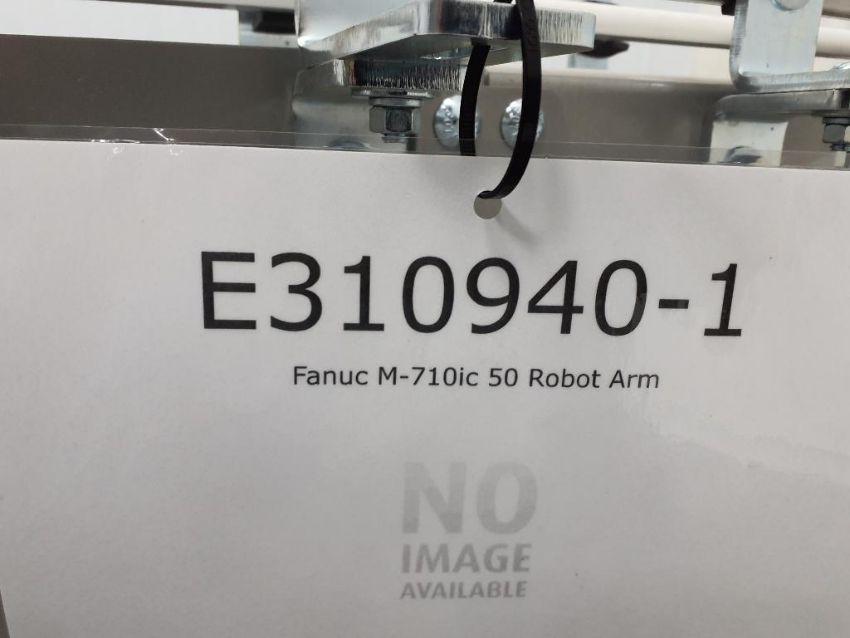 E310940-1
Fanuc M-710ic 50 Robot Arm
NO
IMAGE
AVAILABLE